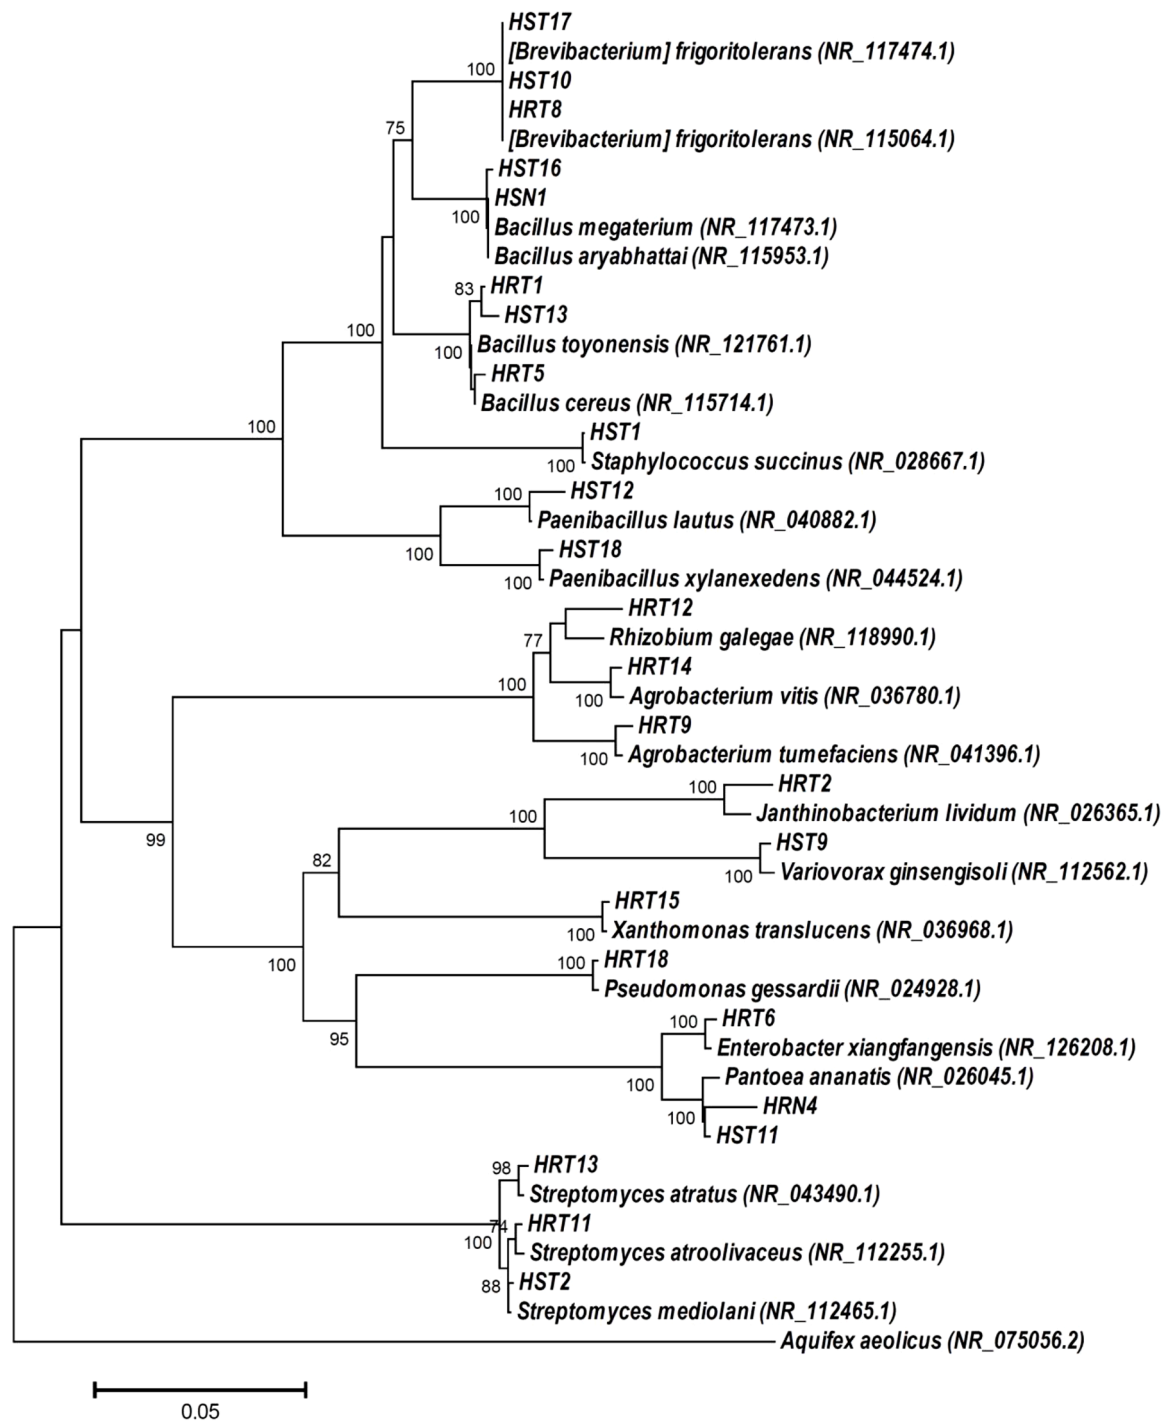 HST17
[Brevibacterium] frigoritolerans (NR_117474.1)
100
HST10
HRT8
75
[Brevibacterium] frigoritolerans (NR_115064.1)
HST16
HSN1
100
Bacillus megaterium (NR_117473.1)
Bacillus aryabhattai (NR_115953.1)
83
HRT1
HST13
100
Bacillus toyonensis (NR_121761.1)
100
HRT5
Bacillus cereus (NR_115714.1)
100
HST1
100
Staphylococcus succinus (NR_028667.1)
100
HST12
Paenibacillus lautus (NR_040882.1)
100
HST18
100
Paenibacillus xylanexedens (NR_044524.1)
HRT12
77
Rhizobium galegae (NR_118990.1)
HRT14
100
100
Agrobacterium vitis (NR_036780.1)
HRT9
100
Agrobacterium tumefaciens (NR_041396.1)
100
HRT2
Janthinobacterium lividum (NR_026365.1)
100
99
HST9
82
100
Variovorax ginsengisoli (NR_112562.1)
HRT15
100
Xanthomonas translucens (NR_036968.1)
100
100
HRT18
Pseudomonas gessardii (NR_024928.1)
100
HRT6
95
Enterobacter xiangfangensis (NR_126208.1)
100
Pantoea ananatis (NR_026045.1)
HRN4
100
HST11
98
HRT13
Streptomyces atratus (NR_043490.1)
74
HRT11
100
Streptomyces atroolivaceus (NR_112255.1)
88
HST2
Streptomyces mediolani (NR_112465.1)
Aquifex aeolicus (NR_075056.2)
0.05